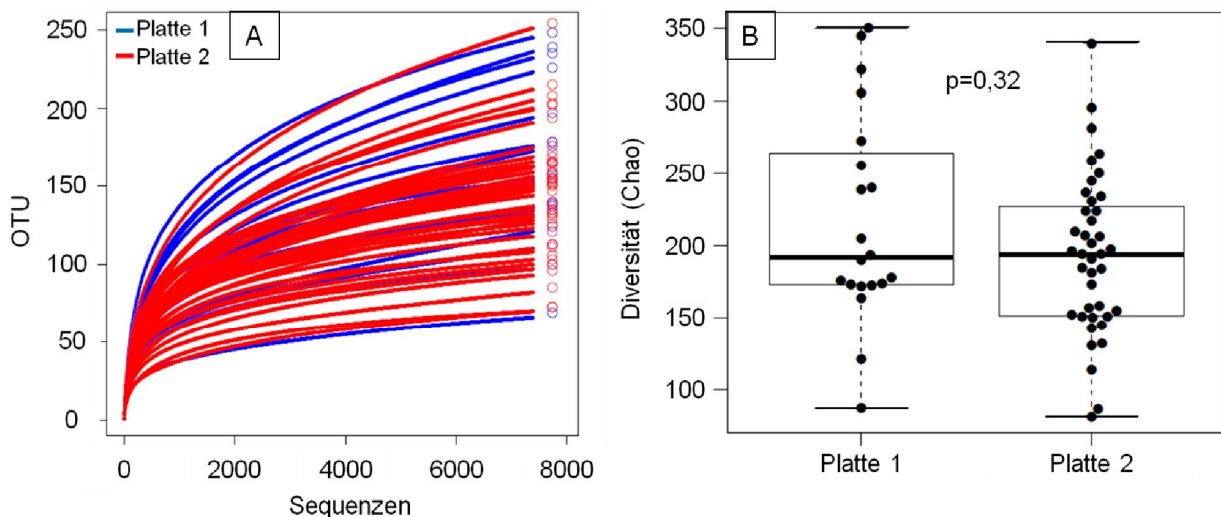 A
Platte 1
Platte 2
250
200
150
100
50
0
OTU
0 2000 4000 6000 8000
Sequenzen
B
p=0,32
350
300
250
200
150
100
Diversität (Chao)
Platte 1 Platte 2